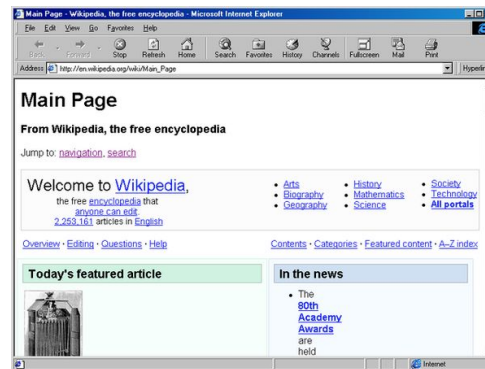 Main Page - Wikipedia, the free encyclopedia - Microsoft Internet Explorer
File Edit View Go Favorites Help
Back Forward Stop Refresh Home Search Favorites History Channels Fullscreen Mail Print
Address http://en.wikipedia.org/wiki/Main_Page
Main Page
From Wikipedia, the free encyclopedia
Jump to: navigation, search
Welcome to Wikipedia,
the free encyclopedia that
anyone can edit.
2,253,161 articles in English
• Arts
• Biography
• Geography
• History
• Mathematics
• Science
• Society
• Technology
• All portals
Overview · Editing · Questions · Help
Contents · Categories · Featured content · A–Z index
Today's featured article
In the news
• The
80th
Academy
Awards
are
held
Internet